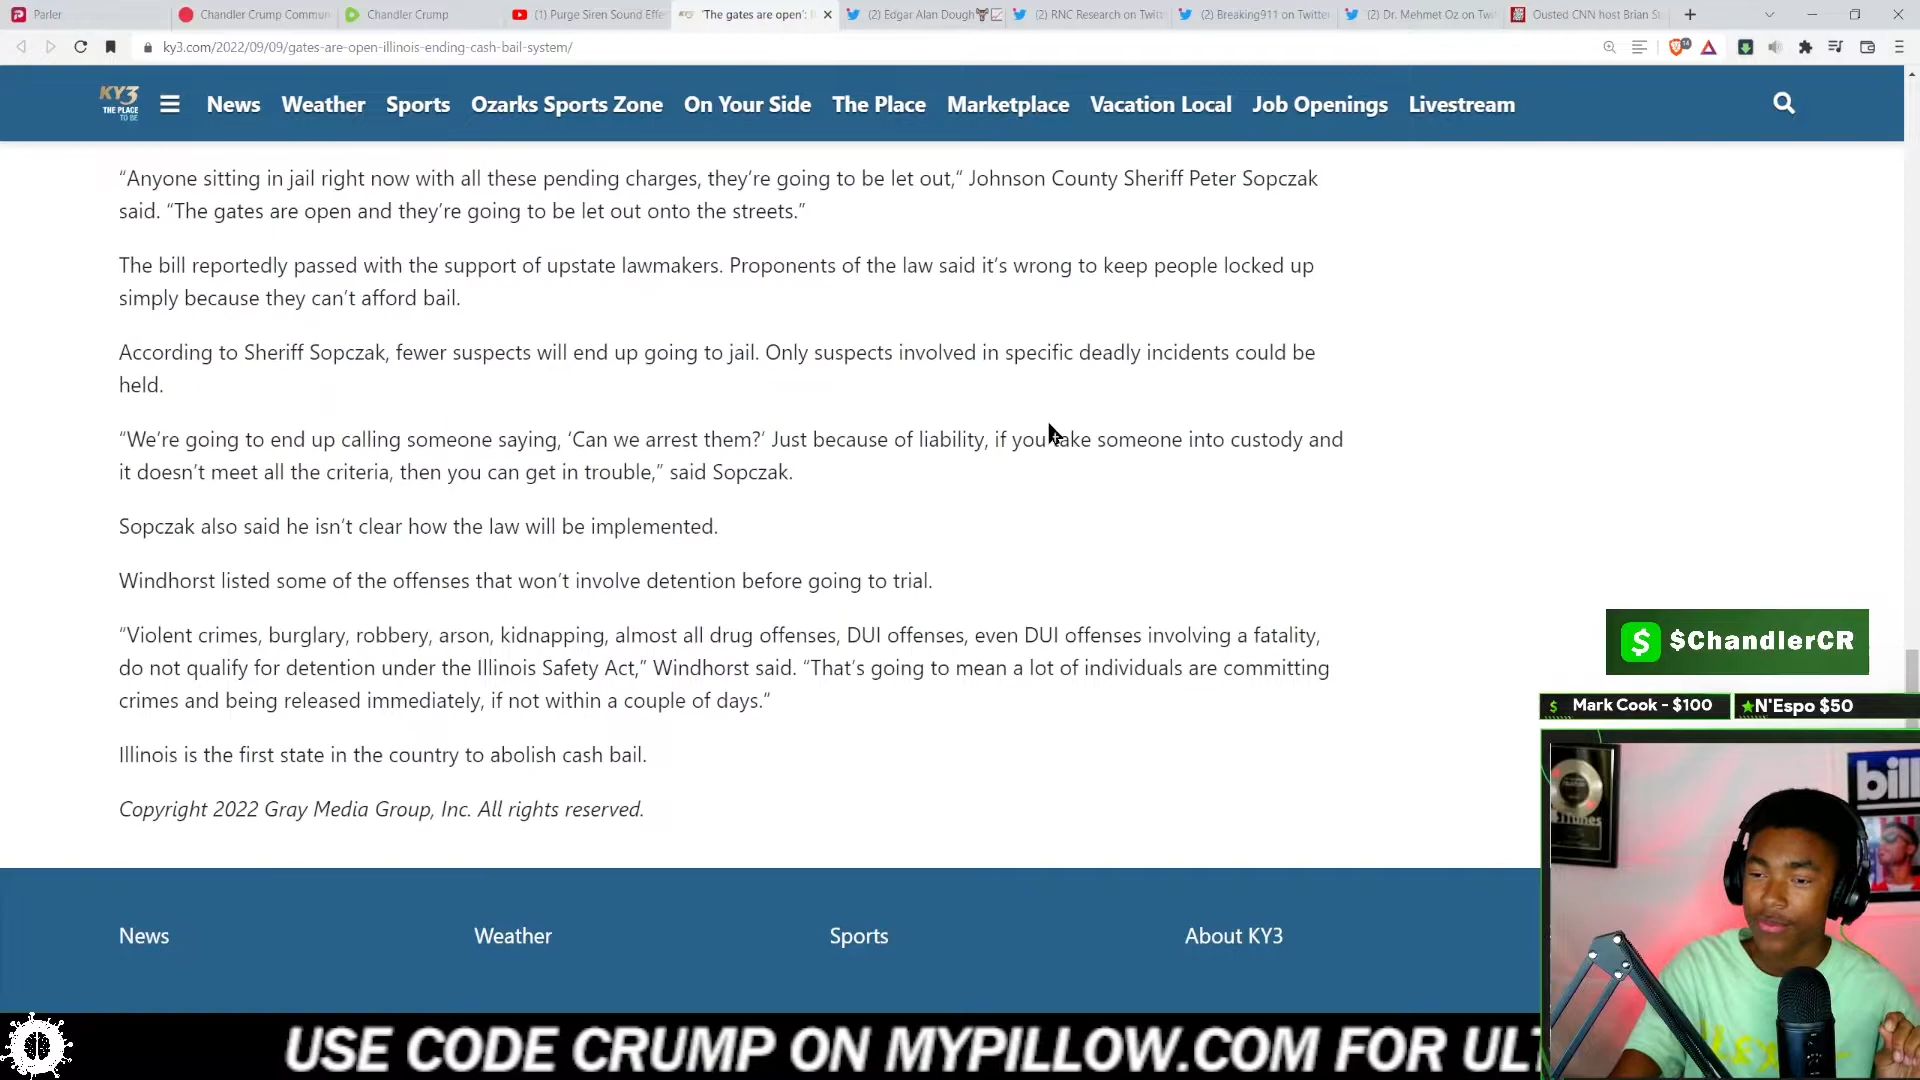 Parler
Chandler Crump Commun
Chandler Crump
(1) Purge Siren Sound Effe
'The gates are open': I
(2) Edgar Alan Dough
(2) RNC Research on Twitt
(2) Breaking911 on Twitter
(2) Dr. Mehmet Oz on Twi
Ousted CNN host Brian St
ky3.com/2022/09/09/gates-are-open-illinois-ending-cash-bail-system/
KY3
THE PLACE
TO BE
News Weather Sports Ozarks Sports Zone On Your Side The Place Marketplace Vacation Local Job Openings Livestream
“Anyone sitting in jail right now with all these pending charges, they’re going to be let out,“ Johnson County Sheriff Peter Sopczak
said. “The gates are open and they’re going to be let out onto the streets.”
The bill reportedly passed with the support of upstate lawmakers. Proponents of the law said it’s wrong to keep people locked up
simply because they can’t afford bail.
According to Sheriff Sopczak, fewer suspects will end up going to jail. Only suspects involved in specific deadly incidents could be
held.
“We’re going to end up calling someone saying, ‘Can we arrest them?’ Just because of liability, if you take someone into custody and
it doesn’t meet all the criteria, then you can get in trouble,” said Sopczak.
Sopczak also said he isn’t clear how the law will be implemented.
Windhorst listed some of the offenses that won’t involve detention before going to trial.
“Violent crimes, burglary, robbery, arson, kidnapping, almost all drug offenses, DUI offenses, even DUI offenses involving a fatality,
do not qualify for detention under the Illinois Safety Act,” Windhorst said. “That’s going to mean a lot of individuals are committing
crimes and being released immediately, if not within a couple of days.“
Illinois is the first state in the country to abolish cash bail.
Copyright 2022 Gray Media Group, Inc. All rights reserved.
$ $ChandlerCR
$ Mark Cook - $100
N'Espo $50
bill
iTunes
News Weather Sports About KY3
USE CODE CRUMP ON MYPILLOW.COM FOR ULT